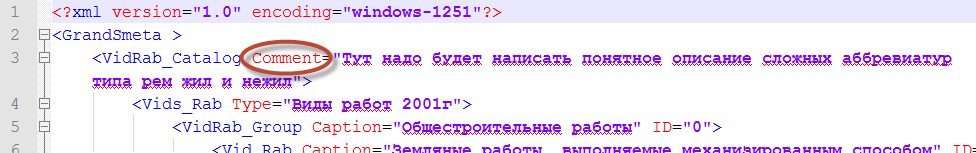 1 <?xml version="1.0" encoding="windows-1251"?>
2 <GrandSmeta >
3 <VidRab_Catalog Comment="Тут надо будет написать понятное описание сложных аббревиатур
типа рем жил и нежил">
4 <Vids_Rab Type="Виды работ 2001г">
5 <VidRab_Group Caption="Общестроительные работы" ID="0">
6 <Vid_Rab Caption="Земляные работы, выполняемые механизированным способом" ID=